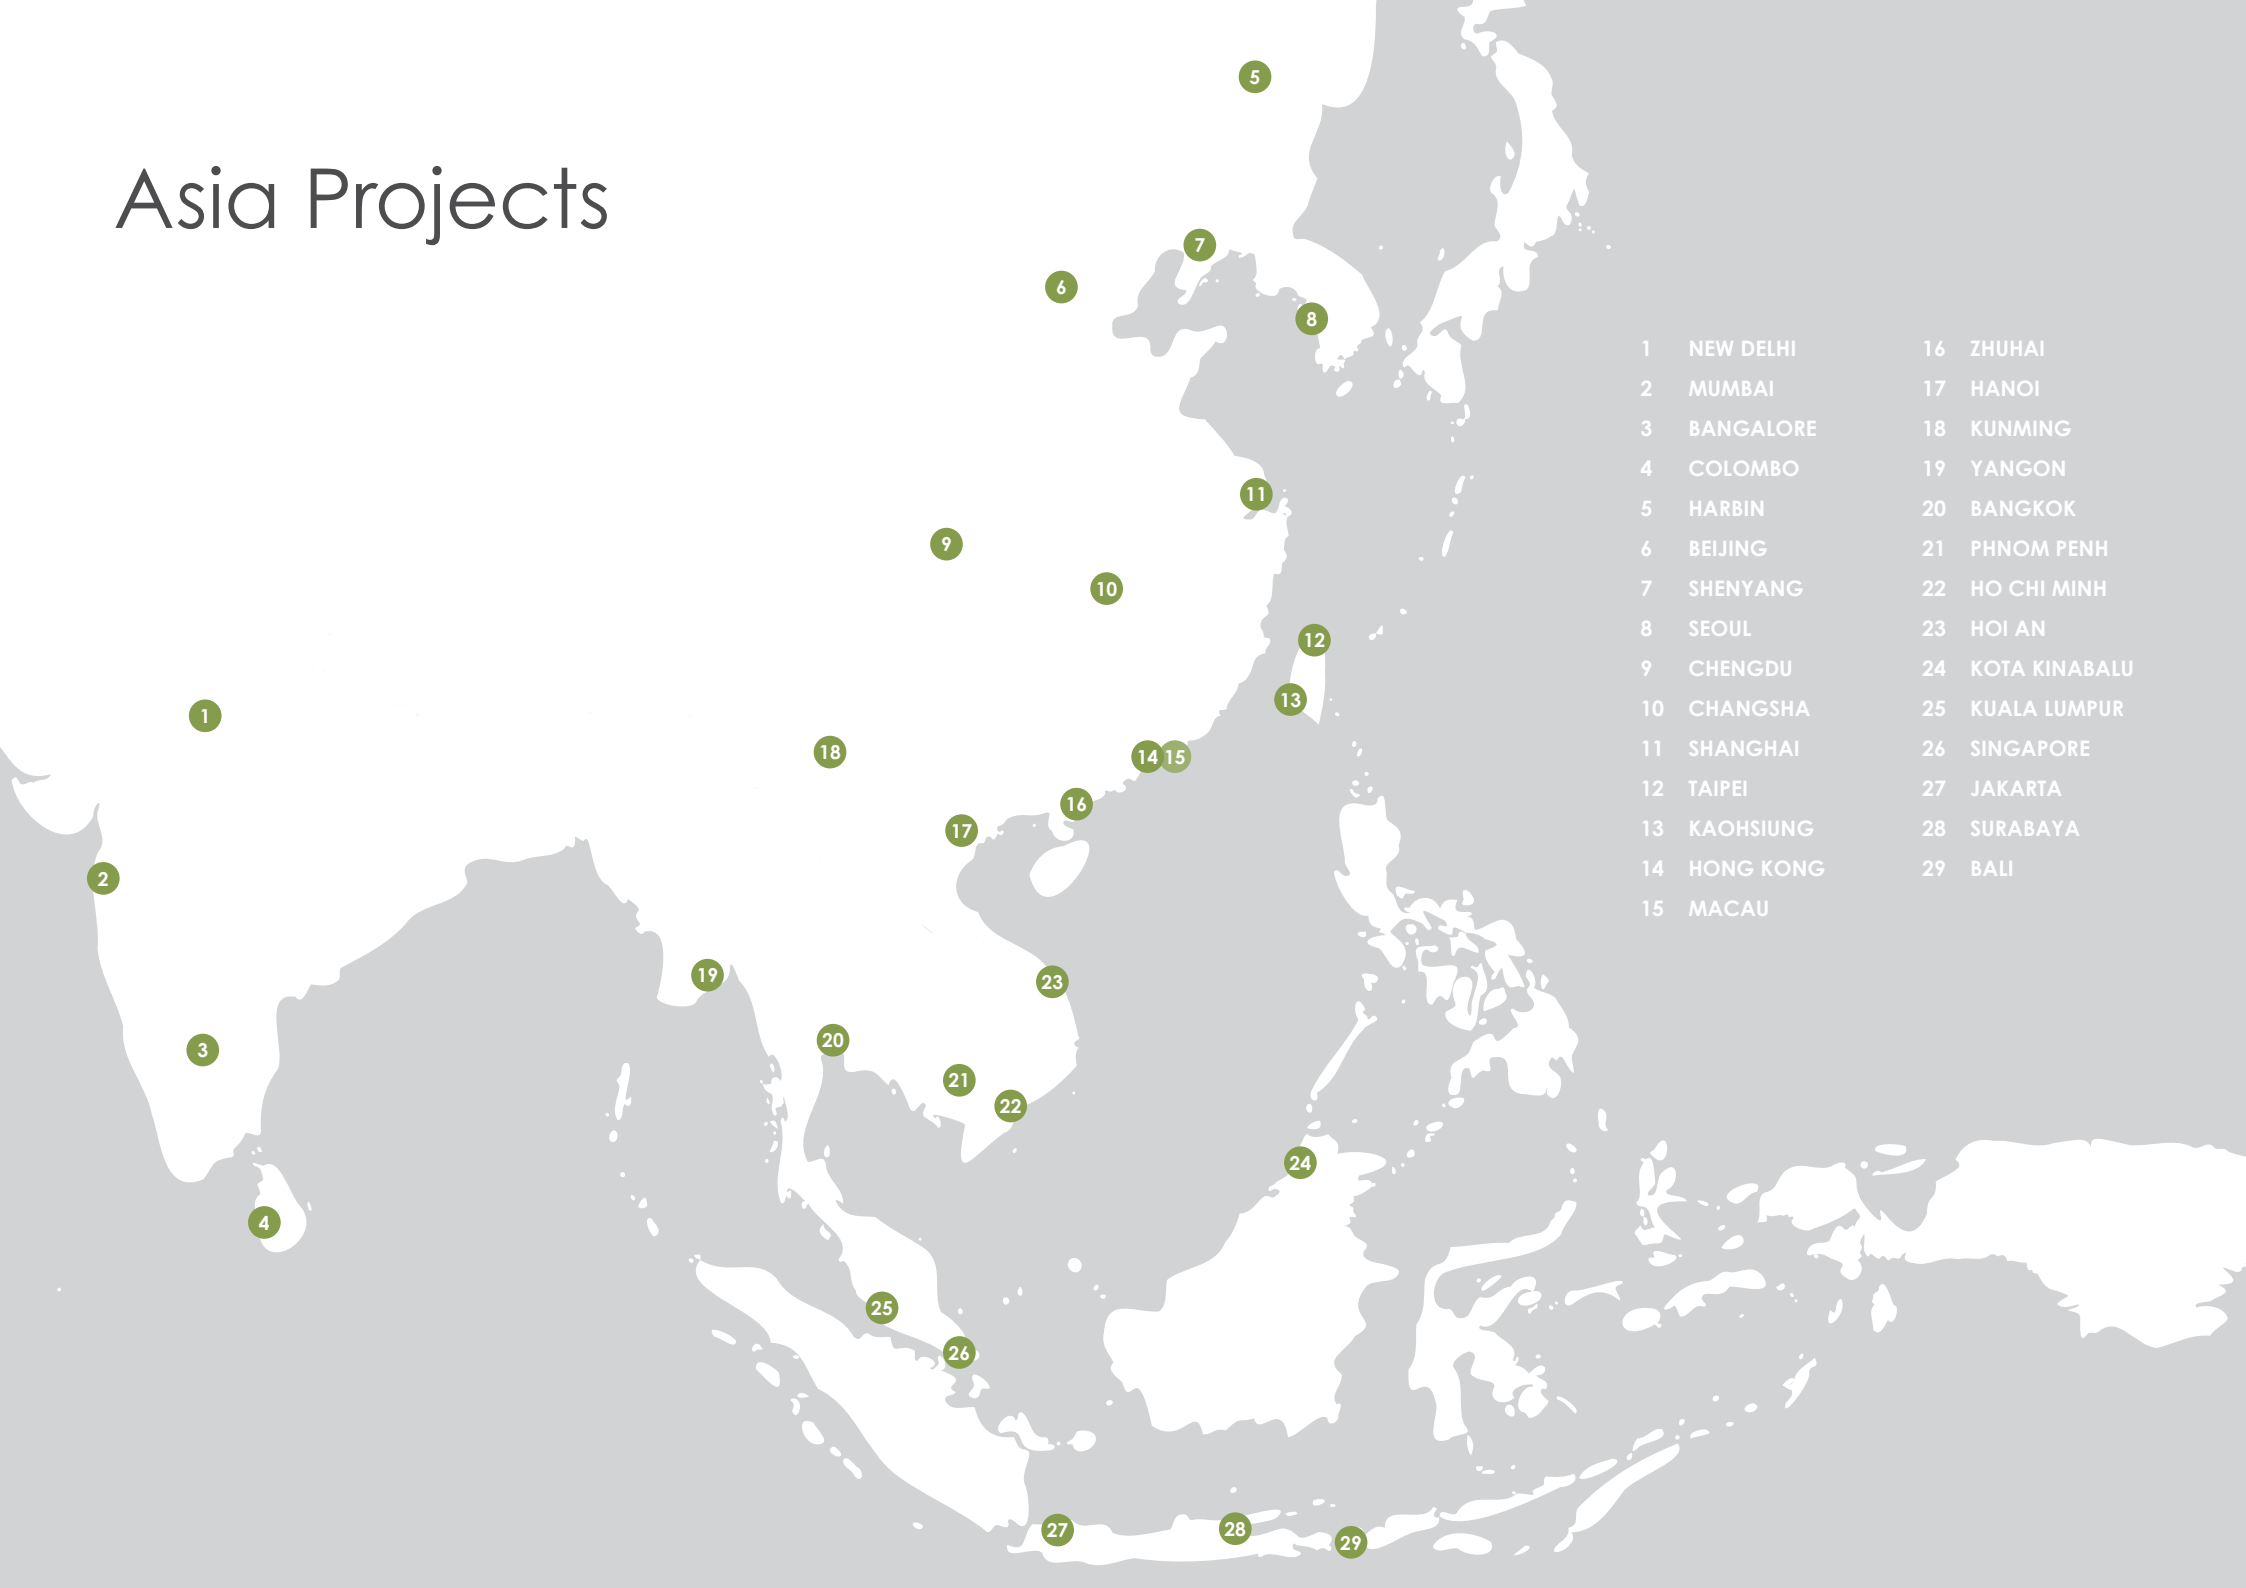 5
Asia Projects
7
6
8
1 NEW DELHI
2 MUMBAI
3 BANGALORE
4 COLOMBO
5 HARBIN
6 BEIJING
7 SHENYANG
8 SEOUL
9 CHENGDU
10 CHANGSHA
11 SHANGHAI
12 TAIPEI
13 KAOHSIUNG
14 HONG KONG
15 MACAU
16 ZHUHAI
17 HANOI
18 KUNMING
19 YANGON
20 BANGKOK
21 PHNOM PENH
22 HO CHI MINH
23 HOI AN
24 KOTA KINABALU
25 KUALA LUMPUR
26 SINGAPORE
27 JAKARTA
28 SURABAYA
29 BALI
11
9
10
12
13
1
18
14
15
16
17
2
19
23
20
3
21
22
24
4
25
26
27
28
29